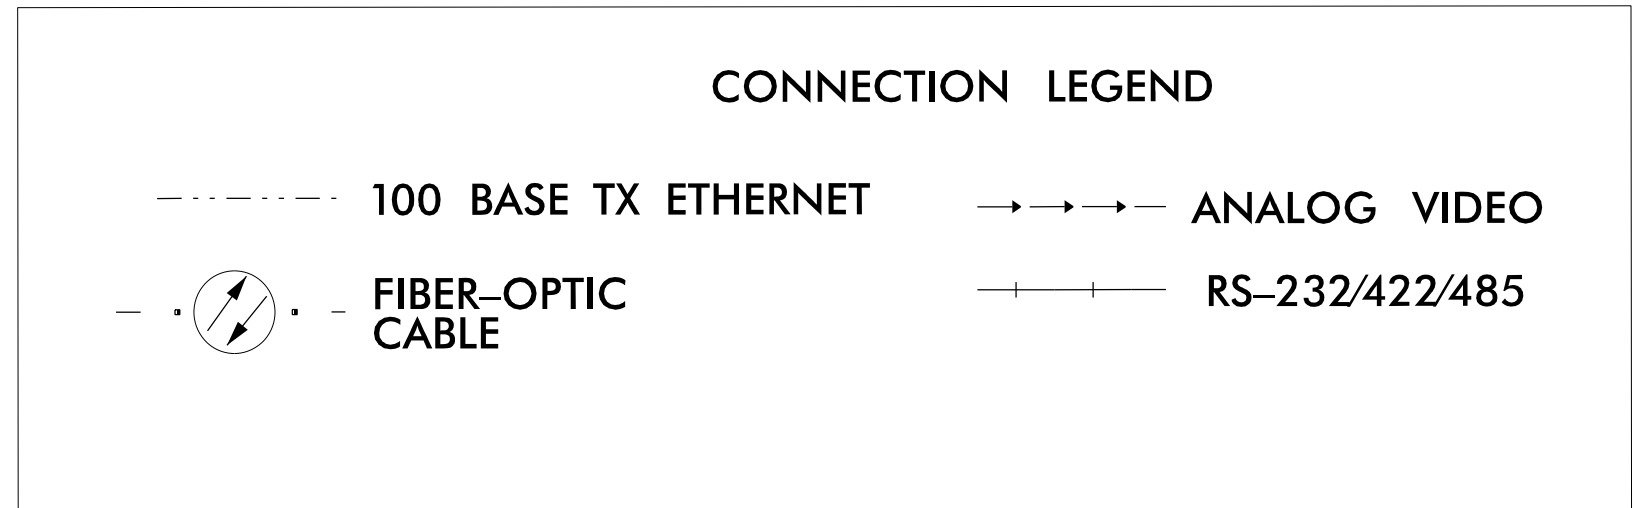 CONNECTION LEGEND
100 BASE TX ETHERNET
FIBER–OPTIC
CABLE
ANALOG VIDEO
RS–232/422/485